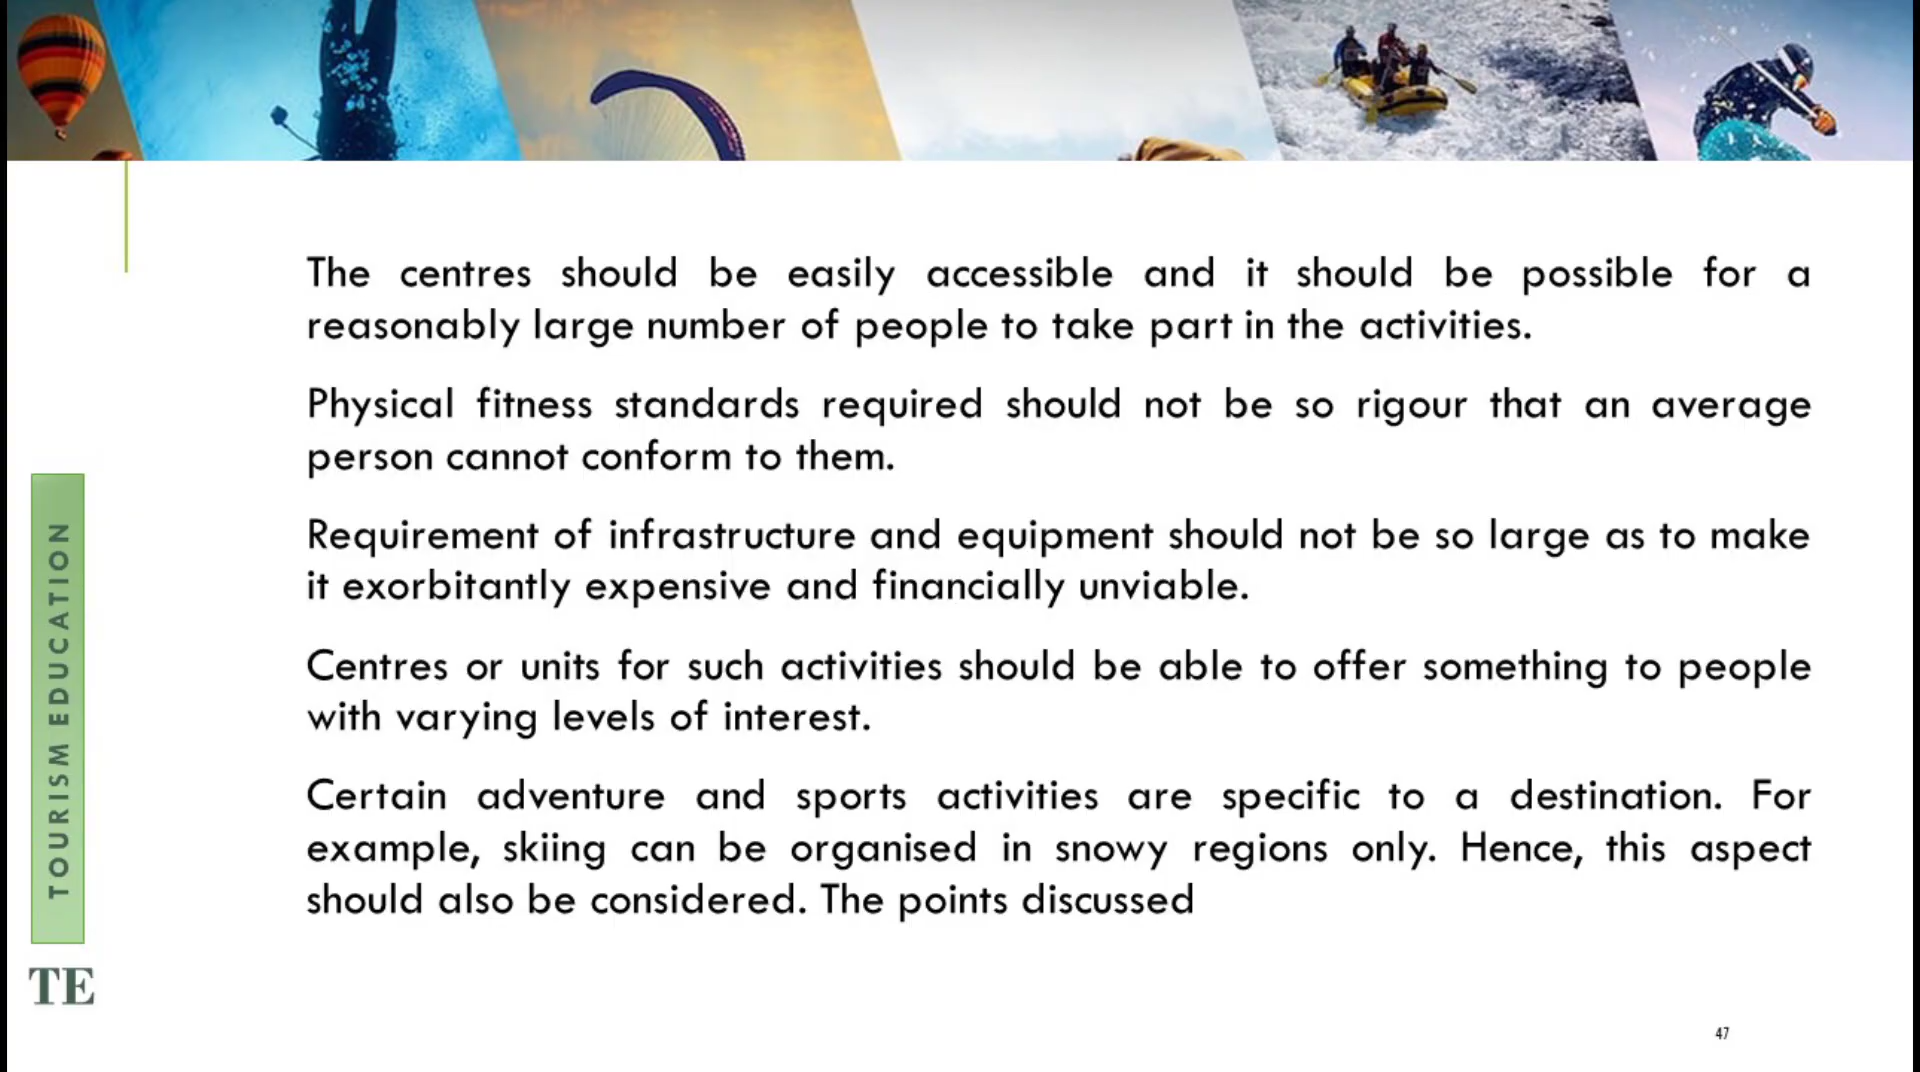 The centres should be easily accessible and it should be possible for a
reasonably large number of people to take part in the activities.
Physical fitness standards required should not be so rigour that an average
person cannot conform to them.
Requirement of infrastructure and equipment should not be so large as to make
it exorbitantly expensive and financially unviable.
Centres or units for such activities should be able to offer something to people
with varying levels of interest.
Certain adventure and sports activities are specific to a destination. For
example, skiing can be organised in snowy regions only. Hence, this aspect
should also be considered. The points discussed
TOURISM EDUCATION
TE
47